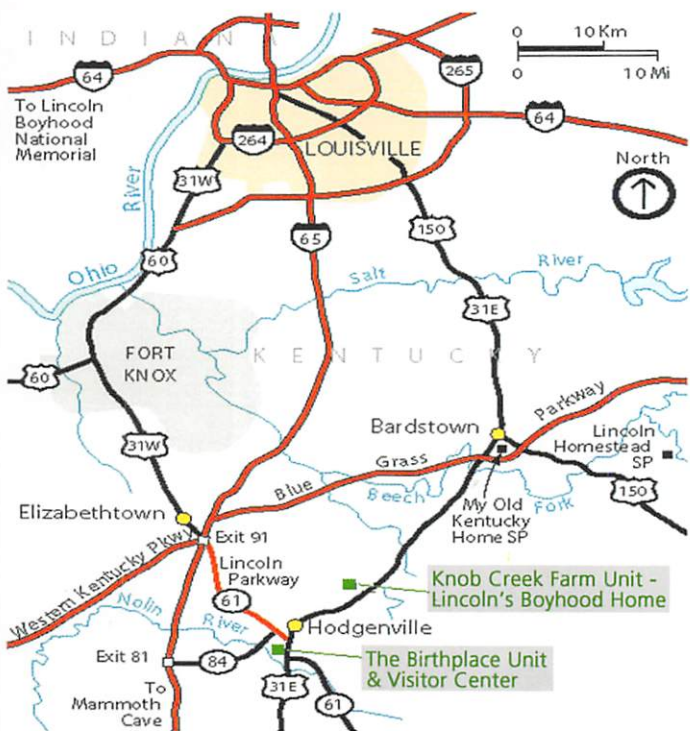 INDIANA
0 10 Km
0 10 Mi
64
265
To Lincoln
Boyhood
National
Memorial
264
LOUISVILLE
64
North
31W
River
65
150
60
Ohio
Salt
River
31E
FORT
KNOX
KENTUCKY
60
31W
Bardstown
Parkway
Lincoln
Homestead
SP
Grass
Blue
Beech
Fork
My Old
Kentucky
Home SP
150
Elizabethtown
Exit 91
Western Kentucky Pkwy
Lincoln
Parkway
61
Knob Creek Farm Unit -
Lincoln's Boyhood Home
Nolin
River
Hodgenville
Exit 81
84
The Birthplace Unit
& Visitor Center
To
Mammoth
Cave
31E
61